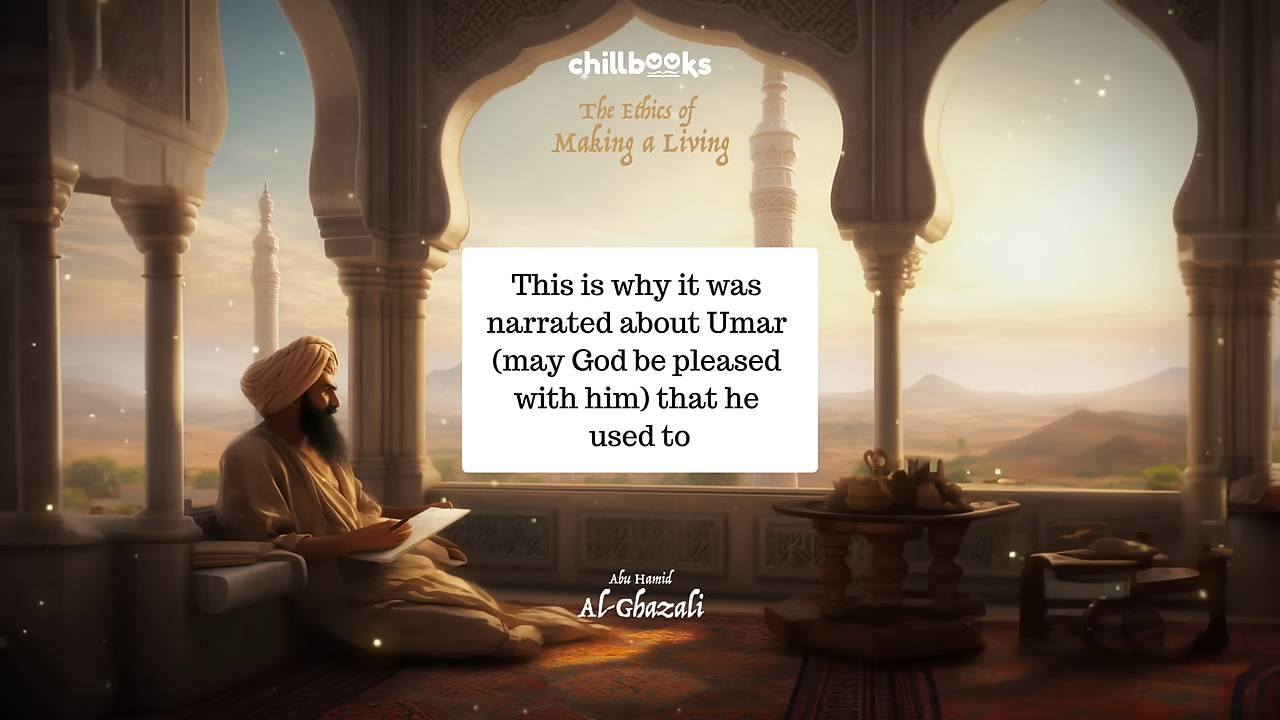 chillbooks
The Ethics of
Making a Living
This is why it was
narrated about Umar
(may God be pleased
with him) that he
used to
Abu Hamid
Al-Ghazali